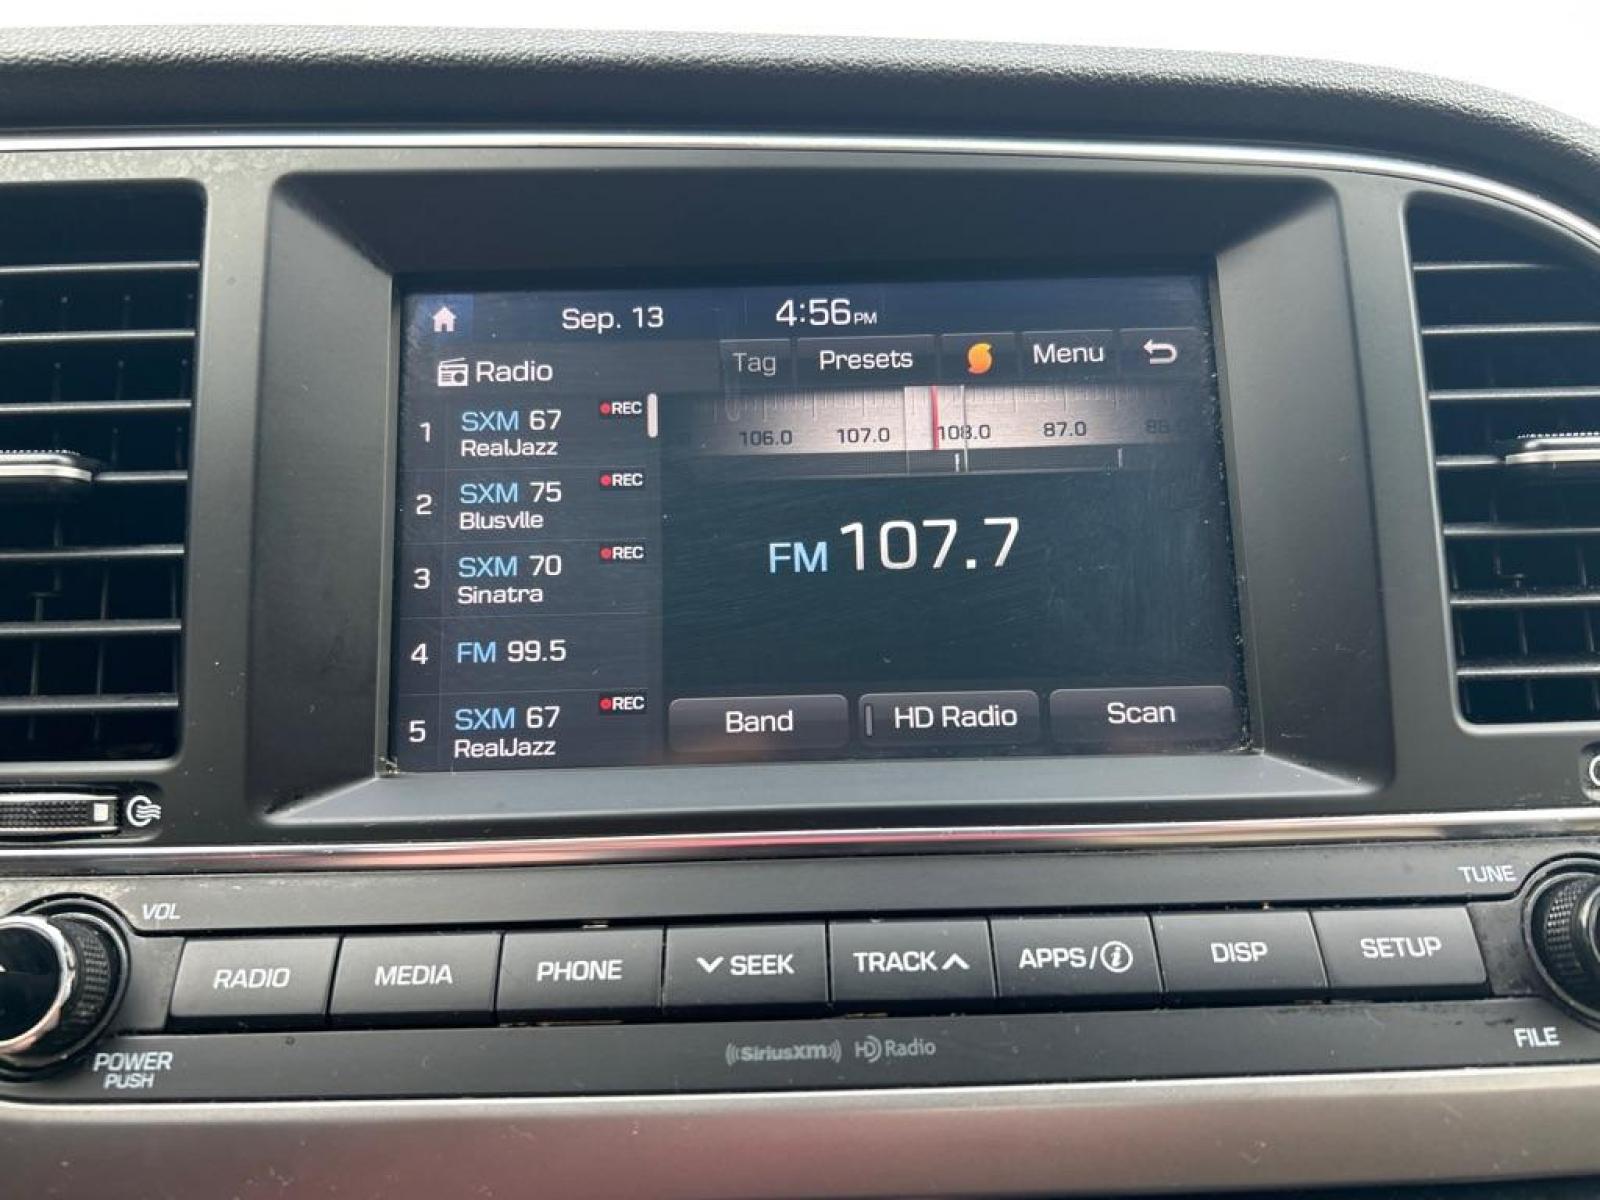 Sep. 13 4:56 PM
Radio Tag Presets Menu
1 SXM 67 REC
RealJazz
2 SXM 75 REC
Blusvlle
3 SXM 70 REC
Sinatra
4 FM 99.5
5 SXM 67 REC
RealJazz
106.0 107.0 108.0 87.0
FM 107.7
Band HD Radio Scan
VOL
TUNE
RADIO MEDIA PHONE SEEK TRACK APPS/i DISP SETUP
POWER
PUSH
FILE
SiriusXM HD Radio